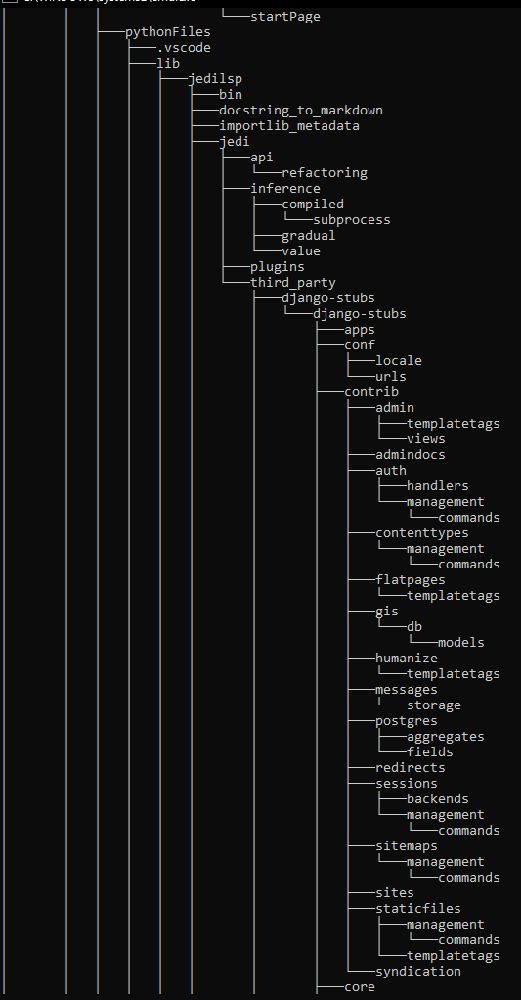 startPage
pythonFiles
.vscode
lib
jedilsp
bin
docstring_to_markdown
importlib_metadata
jedi
api
refactoring
inference
compiled
subprocess
gradual
value
plugins
third_party
django-stubs
django-stubs
apps
conf
locale
urls
contrib
admin
templatetags
views
admindocs
auth
handlers
management
commands
contenttypes
management
commands
flatpages
templatetags
gis
db
models
humanize
templatetags
messages
storage
postgres
aggregates
fields
redirects
sessions
backends
management
commands
sitemaps
management
commands
sites
staticfiles
management
commands
templatetags
syndication
core